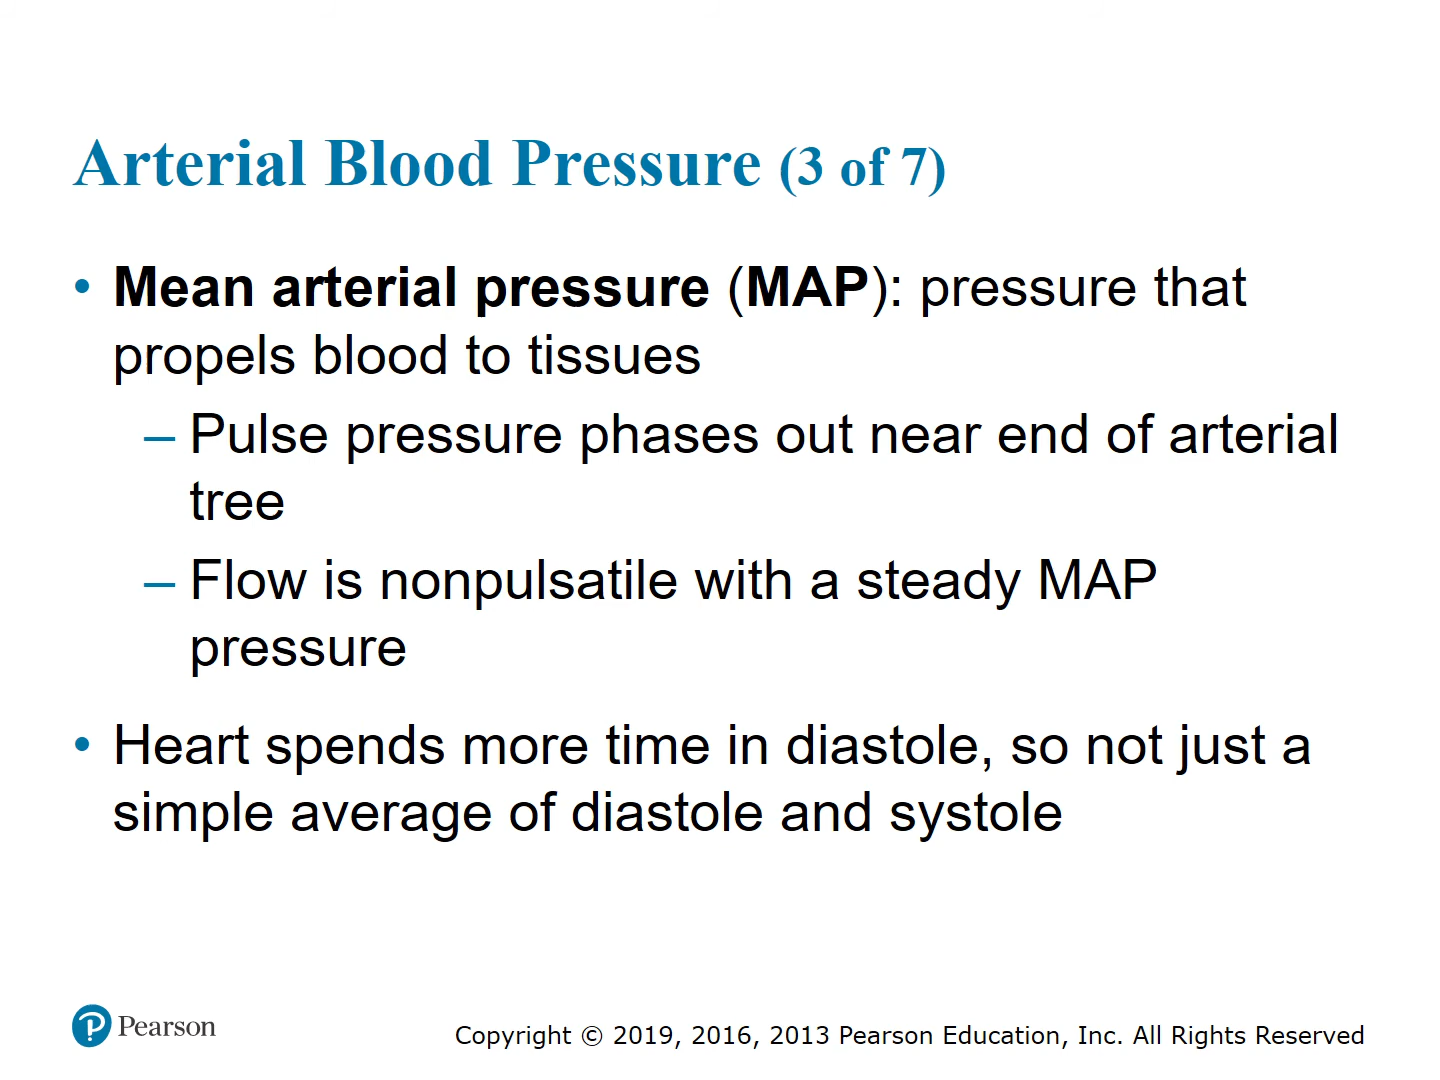 Arterial Blood Pressure (3 of 7)
• Mean arterial pressure (MAP): pressure that
propels blood to tissues
– Pulse pressure phases out near end of arterial
tree
– Flow is nonpulsatile with a steady MAP
pressure
• Heart spends more time in diastole, so not just a
simple average of diastole and systole
Pearson
Copyright © 2019, 2016, 2013 Pearson Education, Inc. All Rights Reserved